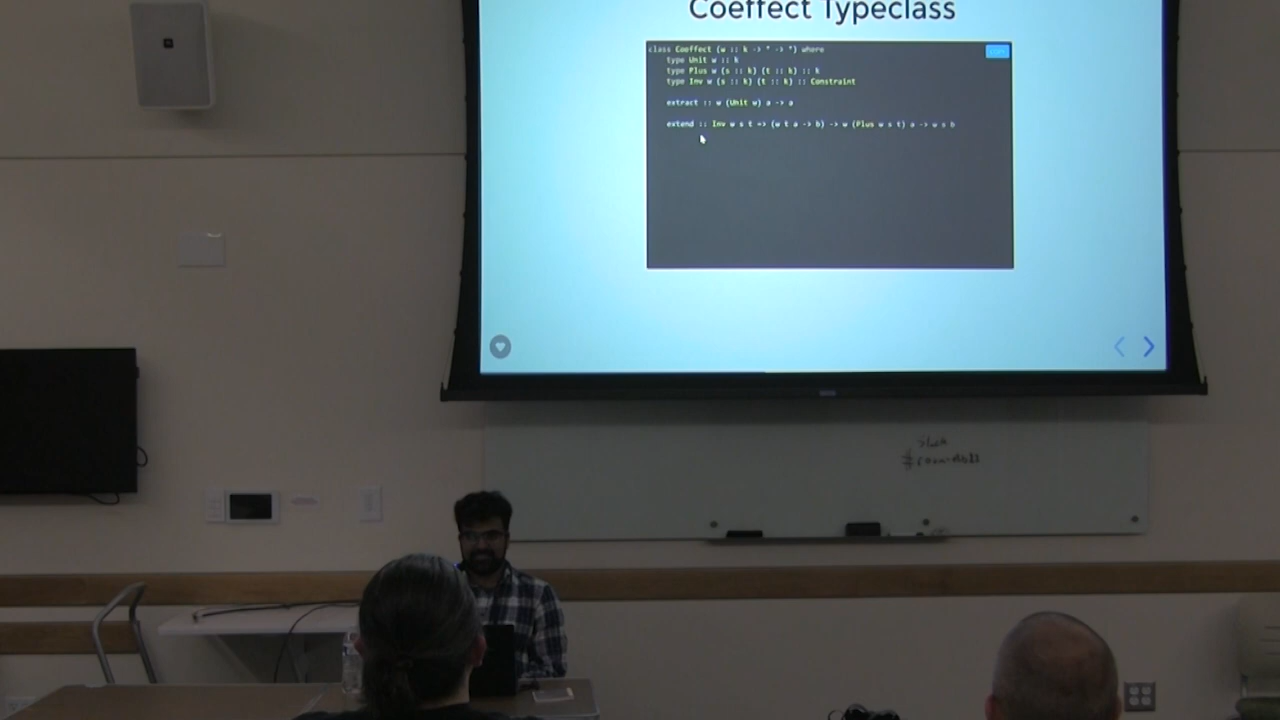 Coeffect Typeclass
class Coeffect (w :: k -> * -> *) where
type Unit w :: k
type Plus w (s :: k) (t :: k) :: k
type Inv w (s :: k) (t :: k) :: Constraint
extract :: w (Unit w) a -> a
extend :: Inv w s t => (w t a -> b) -> w (Plus w s t) a -> w s b